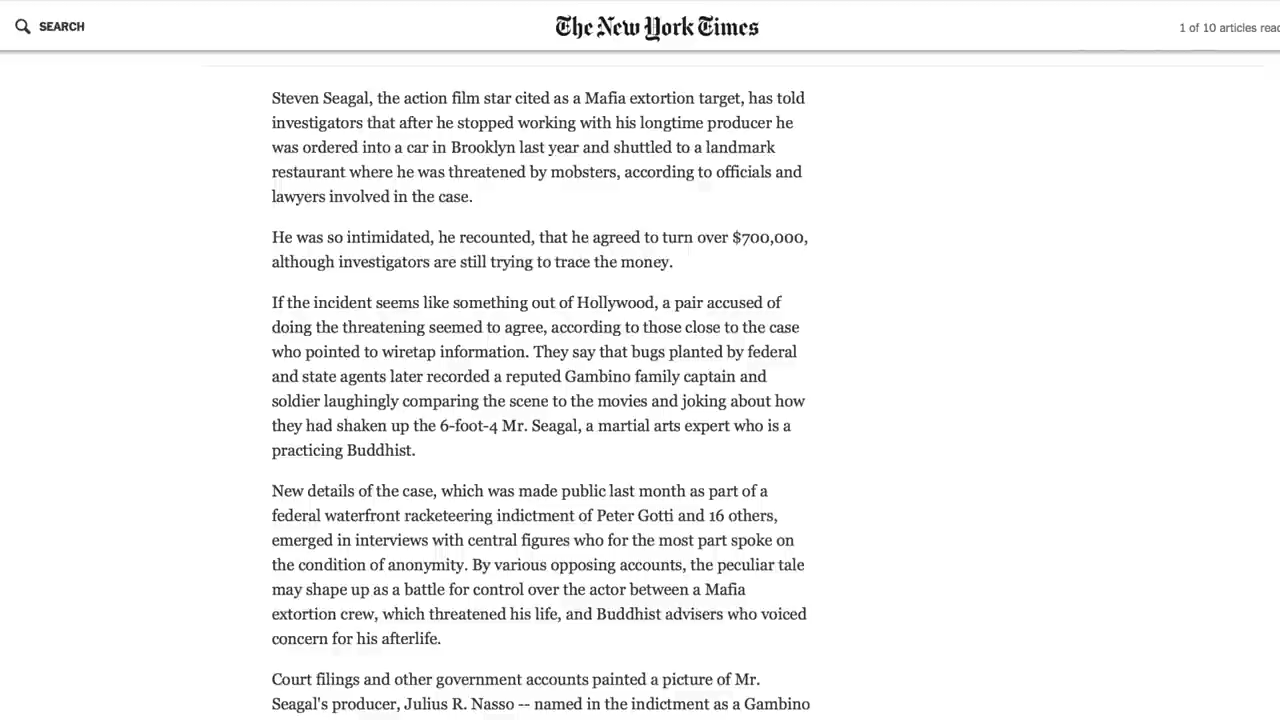 SEARCH
The New York Times
1 of 10 articles read
Steven Seagal, the action film star cited as a Mafia extortion target, has told
investigators that after he stopped working with his longtime producer he
was ordered into a car in Brooklyn last year and shuttled to a landmark
restaurant where he was threatened by mobsters, according to officials and
lawyers involved in the case.
He was so intimidated, he recounted, that he agreed to turn over $700,000,
although investigators are still trying to trace the money.
If the incident seems like something out of Hollywood, a pair accused of
doing the threatening seemed to agree, according to those close to the case
who pointed to wiretap information. They say that bugs planted by federal
and state agents later recorded a reputed Gambino family captain and
soldier laughingly comparing the scene to the movies and joking about how
they had shaken up the 6-foot-4 Mr. Seagal, a martial arts expert who is a
practicing Buddhist.
New details of the case, which was made public last month as part of a
federal waterfront racketeering indictment of Peter Gotti and 16 others,
emerged in interviews with central figures who for the most part spoke on
the condition of anonymity. By various opposing accounts, the peculiar tale
may shape up as a battle for control over the actor between a Mafia
extortion crew, which threatened his life, and Buddhist advisers who voiced
concern for his afterlife.
Court filings and other government accounts painted a picture of Mr.
Seagal's producer, Julius R. Nasso -- named in the indictment as a Gambino